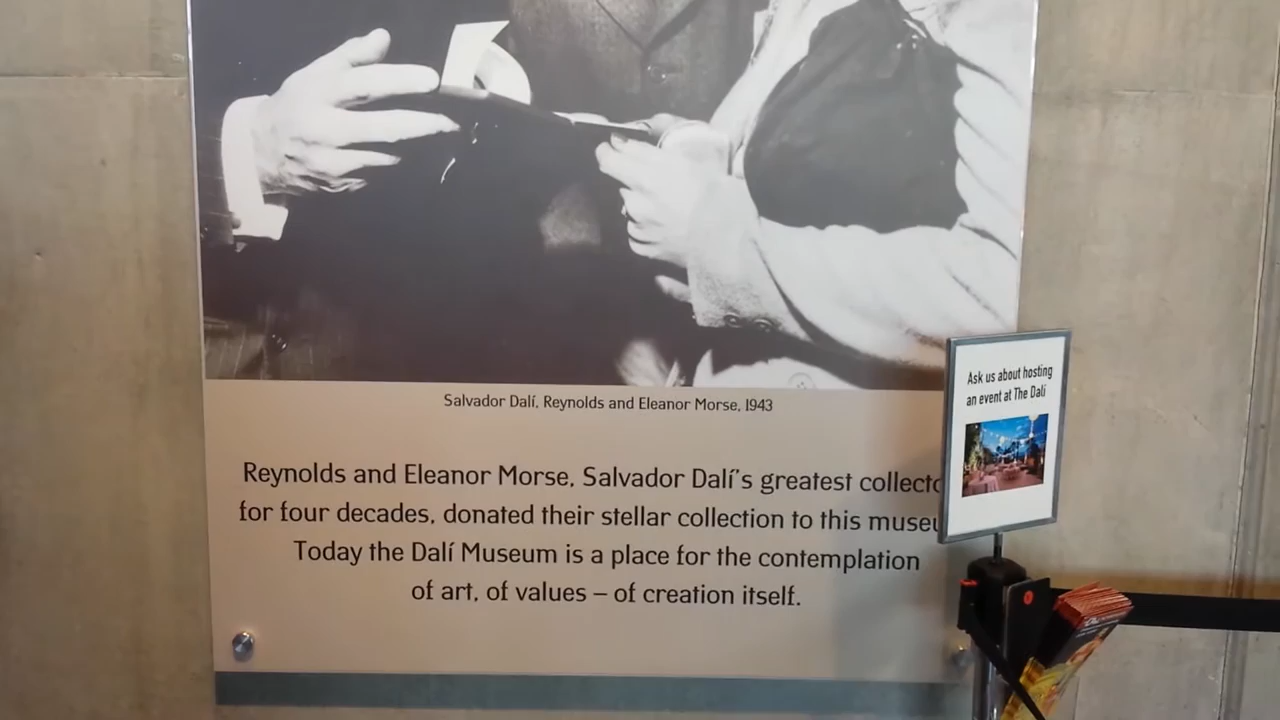 Salvador Dalí, Reynolds and Eleanor Morse, 1943
Reynolds and Eleanor Morse, Salvador Dalí's greatest
for four decades, donated their stellar collection to this
Today the Dalí Museum is a place for the contemplation
of art, of values – of creation itself.
Ask us about hosting
an event at The Dalí